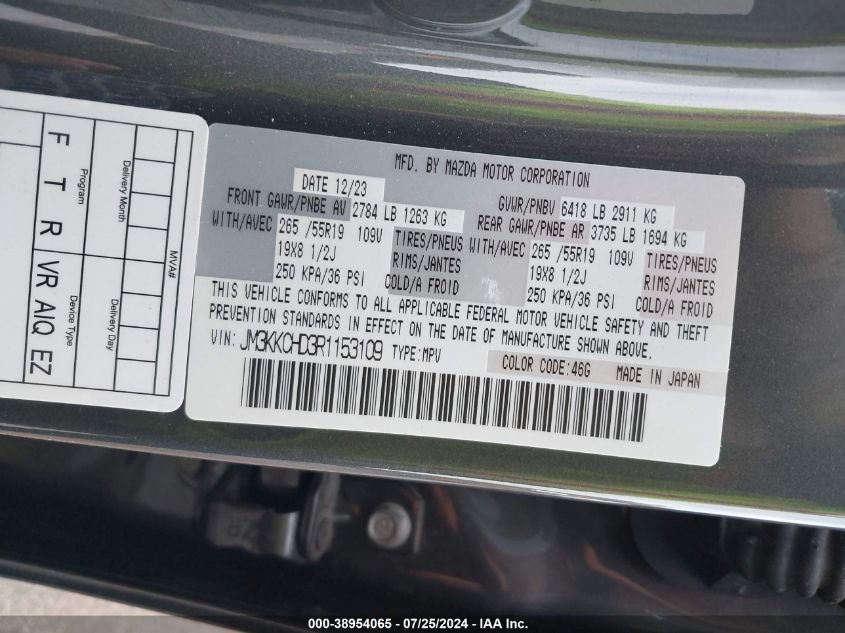 MFD. BY MAZDA MOTOR CORPORATION
DATE 12/23
GVWR/PNBV 6418 LB 2911 KG
FRONT GAWR/PNBE AV 2784 LB 1263 KG
REAR GAWR/PNBE AR 3735 LB 1694 KG
WITH/AVEC 265 /55R19 109V TIRES/PNEUS
19X8 1/2J RIMS/JANTES
250 KPA/36 PSI COLD/A FROID
WITH/AVEC 265 /55R19 109V TIRES/PNEUS
19X8 1/2J RIMS/JANTES
250 KPA/36 PSI COLD/A FROID
THIS VEHICLE CONFORMS TO ALL APPLICABLE FEDERAL MOTOR VEHICLE SAFETY AND THEFT
PREVENTION STANDARDS IN EFFECT ON THE DATE OF MANUFACTURE SHOWN ABOVE.
VIN: JM3KKCHD3R1153109 TYPE:MPV
COLOR CODE:46G MADE IN JAPAN
MVA#
Delivery Month
Delivery Day
Program
F T R
Device Type
VR AIQ EZ
ZR
000-38954065 - 07/25/2024 - IAA Inc.